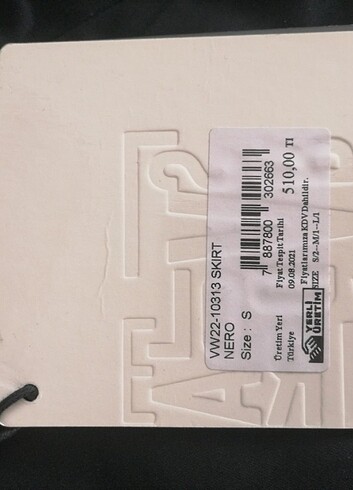 VW22-10313 SKIRT
NERO
Size : S
7 887800 302663
Üretim Yeri
Türkiye
Fiyat Tespit Tarihi
09.08.2021
510,00 Tl
Fiyatlarımıza KDV Dahildir.
SIZE S/2--M/1--L/1
YERLİ
ÜRETİM